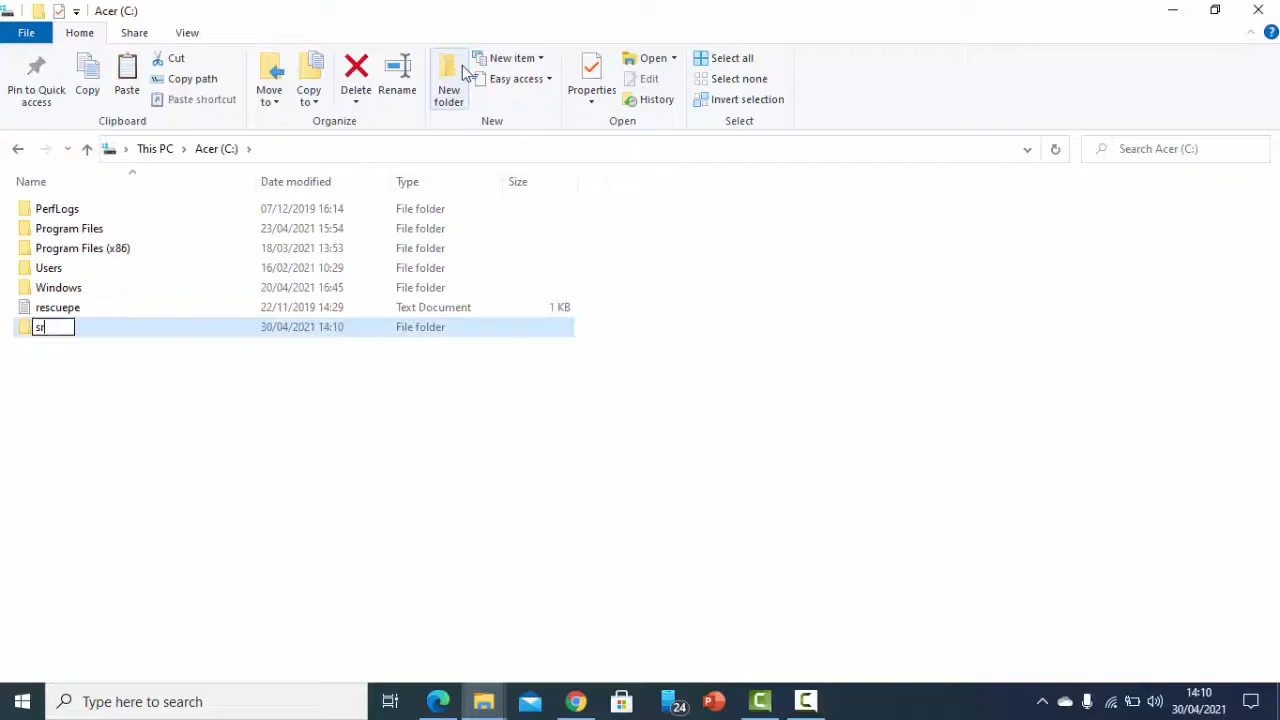 Acer (C:)
File Home Share View
Pin to Quick access
Copy
Paste
Cut
Copy path
Paste shortcut
Clipboard
Move to
Copy to
Delete
Rename
Organize
New folder
New item
Easy access
New
Properties
Open
Edit
History
Open
Select all
Select none
Invert selection
Select
This PC Acer (C:)
Search Acer (C:)
Name Date modified Type Size
PerfLogs 07/12/2019 16:14 File folder
Program Files 23/04/2021 15:54 File folder
Program Files (x86) 18/03/2021 13:53 File folder
Users 16/02/2021 10:29 File folder
Windows 20/04/2021 16:45 File folder
rescuepe 22/11/2019 14:29 Text Document 1 KB
sr 30/04/2021 14:10 File folder
Type here to search
24
14:10
30/04/2021